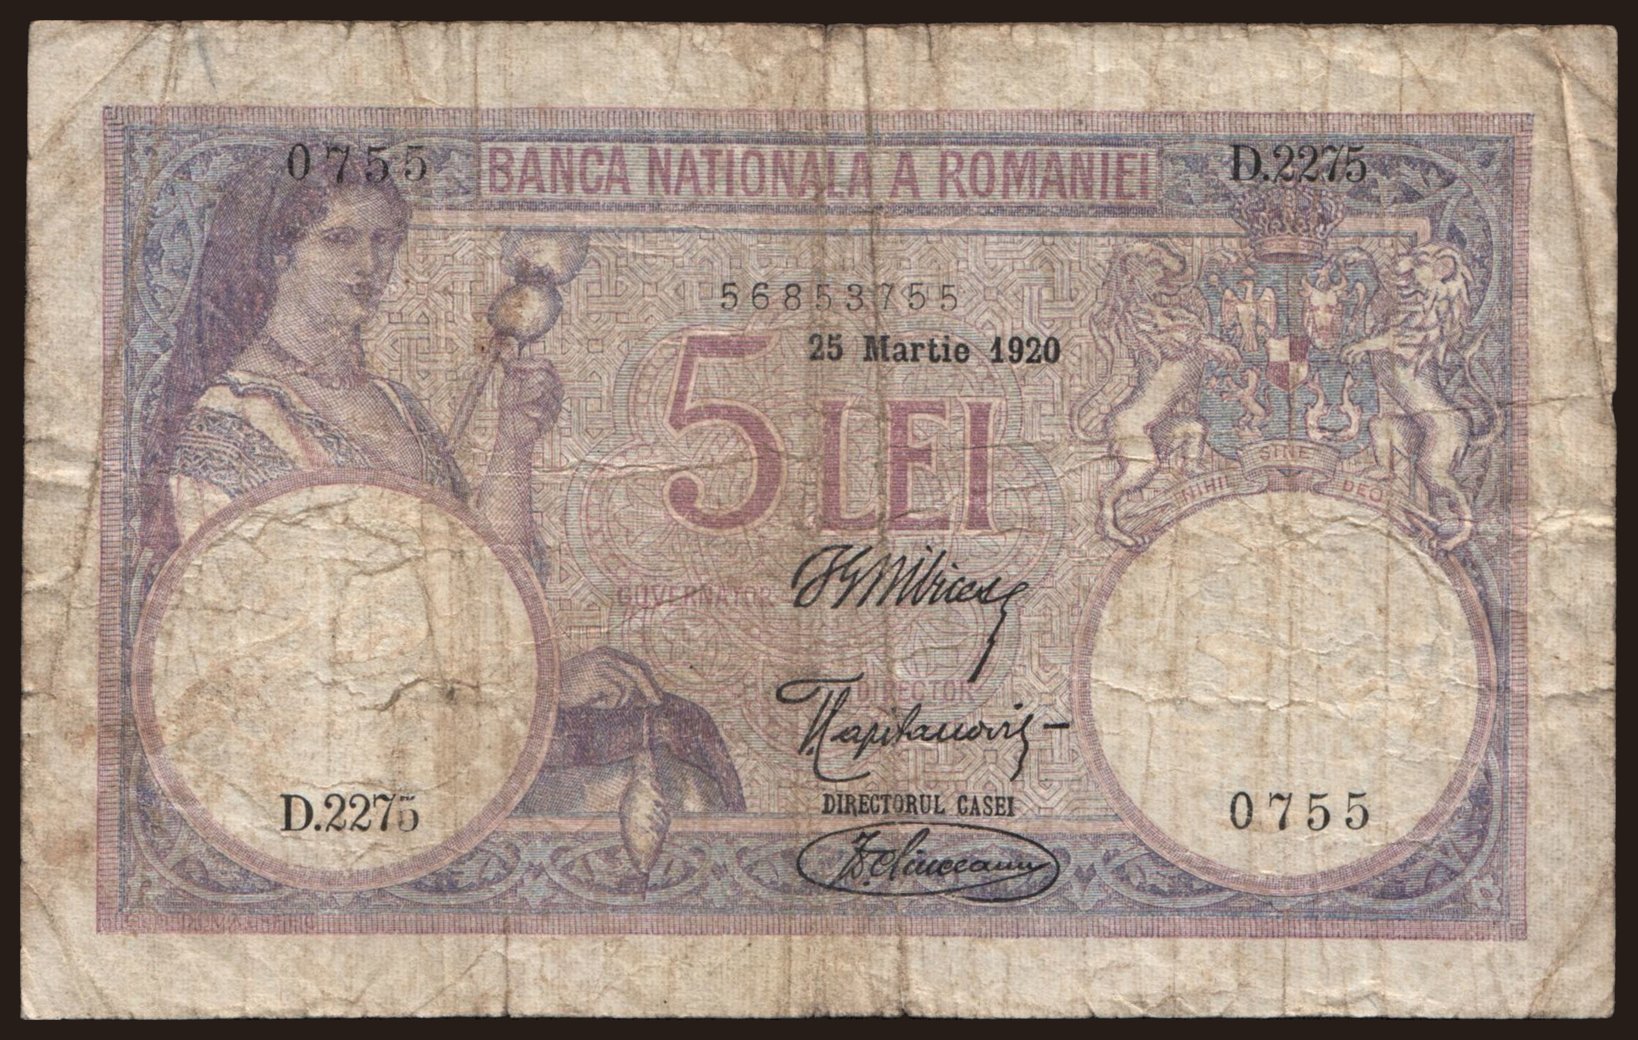 0755 BANCA NATIONALA A ROMANIEI D.2275
56853755
25 Martie 1920
5 LEI
SINE
NIHIL DEO
GUVERNATOR
DIRECTOR
DIRECTORUL CASEI
D.2275 0755